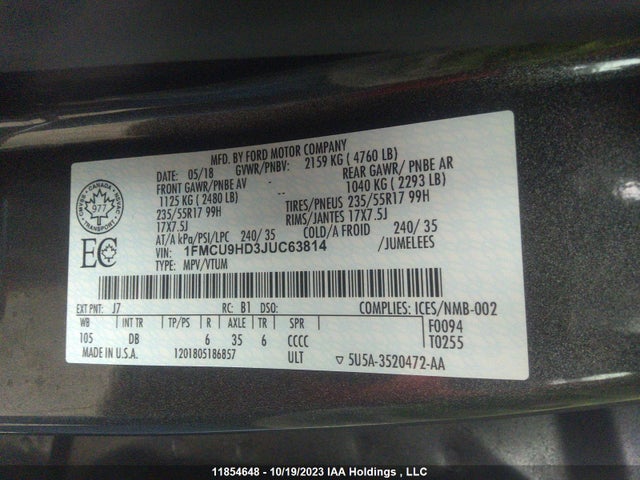 MFD. BY FORD MOTOR COMPANY
DATE: 05/18 GVWR/PNBV: 2159 KG ( 4760 LB)
FRONT GAWR/PNBE AV - REAR GAWR/ PNBE AR
1125 KG ( 2480 LB) - 1040 KG ( 2293 LB)
235/55R17 99H TIRES/PNEUS 235/55R17 99H
17X7.5J RIMS/JANTES 17X7.5J
AT/A kPa/PSI/LPC 240/ 35 COLD/A FROID 240/ 35
VIN: 1FMCU9HD3JUC63814 /JUMELEES
TYPE: MPV/VTUM
CANADA
977
EC
EXT PNT: J7 RC: B1 DSO: COMPLIES: ICES/NMB-002
WB INT TR TP/PS R AXLE TR SPR F0094
105 DB 6 35 6 CCCC T0255
MADE IN U.S.A. 1201805186857 ULT ▽ 5U5A-3520472-AA
11854648 - 10/19/2023 IAA Holdings , LLC